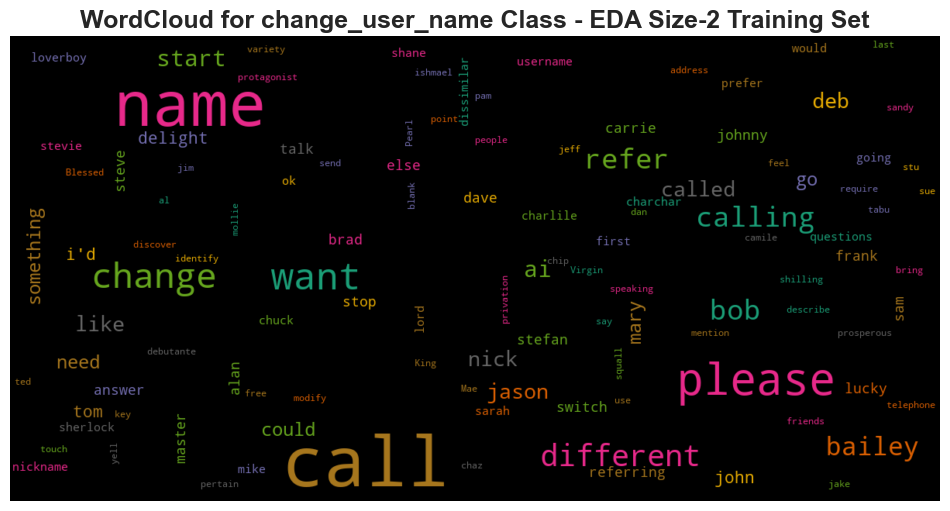 WordCloud for change_user_name Class - EDA Size-2 Training Set
loverboy
start
variety
shane
username
would
last
protagonist
ishmael
dissimilar
address
prefer
name
pam
deb
sandy
delight
Pearl
point
carrie
johnny
stevie
talk
people
steve
else
jeff
refer
going
Blessed
jim
send
feel
stu
ok
called
go
al
blank
dave
charchar
require
sue
mollie
charlile
dan
calling
tabu
something
i'd
discover
brad
first
camile
questions
identify
chip
frank
change
want
ai
Virgin
bring
stop
privation
speaking
shilling
lord
mary
bob
describe
sam
like
chuck
say
stefan
mention
prosperous
need
debutante
King
nick
squall
ted
answer
alan
free
Mae
jason
please
lucky
tom
key
modify
sarah
switch
use
telephone
sherlock
master
could
friends
touch
yell
call
different
bailey
nickname
mike
chaz
referring
john
pertain
jake